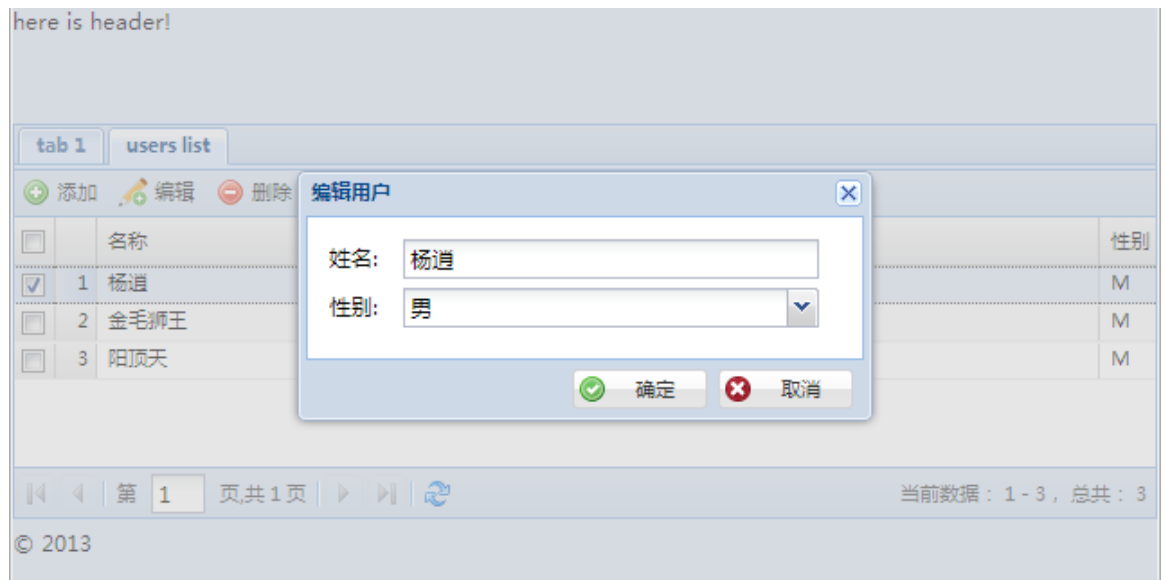 here is header!
tab 1 users list
添加 编辑 删除
编辑用户
名称 性别
姓名: 杨逍
性别: 男
1 杨逍 M
2 金毛狮王 M
3 阳顶天 M
确定 取消
第 1 页,共1页 当前数据: 1 - 3, 总共: 3
© 2013